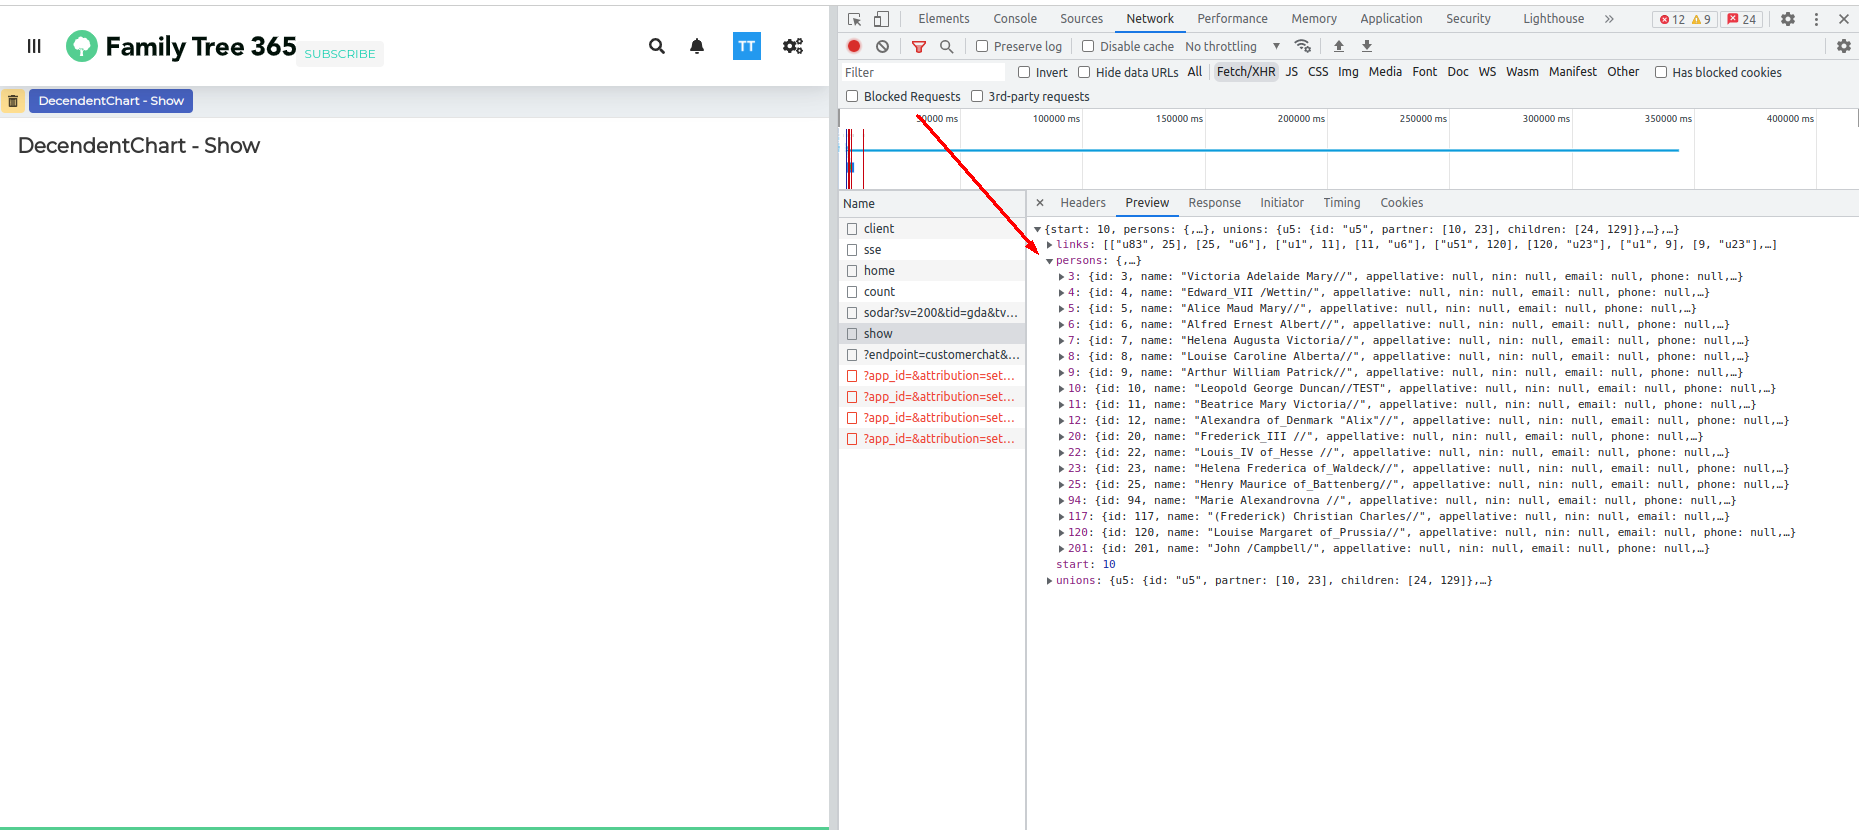 Family Tree 365
SUBSCRIBE
TT
DecendentChart - Show
DecendentChart - Show
Elements Console Sources Network Performance Memory Application Security Lighthouse » 12 9 24
Preserve log Disable cache No throttling
Filter Invert Hide data URLs All Fetch/XHR JS CSS Img Media Font Doc WS Wasm Manifest Other Has blocked cookies
Blocked Requests 3rd-party requests
100000 ms 150000 ms 200000 ms 250000 ms 300000 ms 350000 ms 400000 ms
Name
client
sse
home
count
sodar?sv=200&tid=gda&tv...
show
?endpoint=customerchat&...
?app_id=&attribution=set...
?app_id=&attribution=set...
?app_id=&attribution=set...
?app_id=&attribution=set...
Headers Preview Response Initiator Timing Cookies
{start: 10, persons: {,…}, unions: {u5: {id: "u5", partner: [10, 23], children: [24, 129]},…},…}
links: [["u83", 25], [25, "u6"], ["u1", 11], [11, "u6"], ["u51", 120], [120, "u23"], ["u1", 9], [9, "u23"],…]
persons: {,…}
3: {id: 3, name: "Victoria Adelaide Mary//", appellative: null, nin: null, email: null, phone: null,…}
4: {id: 4, name: "Edward_VII /Wettin/", appellative: null, nin: null, email: null, phone: null,…}
5: {id: 5, name: "Alice Maud Mary//", appellative: null, nin: null, email: null, phone: null,…}
6: {id: 6, name: "Alfred Ernest Albert//", appellative: null, nin: null, email: null, phone: null,…}
7: {id: 7, name: "Helena Augusta Victoria//", appellative: null, nin: null, email: null, phone: null,…}
8: {id: 8, name: "Louise Caroline Alberta//", appellative: null, nin: null, email: null, phone: null,…}
9: {id: 9, name: "Arthur William Patrick//", appellative: null, nin: null, email: null, phone: null,…}
10: {id: 10, name: "Leopold George Duncan//TEST", appellative: null, nin: null, email: null, phone: null,…}
11: {id: 11, name: "Beatrice Mary Victoria//", appellative: null, nin: null, email: null, phone: null,…}
12: {id: 12, name: "Alexandra of_Denmark "Alix"//", appellative: null, nin: null, email: null, phone: null,…}
20: {id: 20, name: "Frederick_III //", appellative: null, nin: null, email: null, phone: null,…}
22: {id: 22, name: "Louis_IV of_Hesse //", appellative: null, nin: null, email: null, phone: null,…}
23: {id: 23, name: "Helena Frederica of_Waldeck//", appellative: null, nin: null, email: null, phone: null,…}
25: {id: 25, name: "Henry Maurice of_Battenberg//", appellative: null, nin: null, email: null, phone: null,…}
94: {id: 94, name: "Marie Alexandrovna //", appellative: null, nin: null, email: null, phone: null,…}
117: {id: 117, name: "(Frederick) Christian Charles//", appellative: null, nin: null, email: null, phone: null,…}
120: {id: 120, name: "Louise Margaret of_Prussia//", appellative: null, nin: null, email: null, phone: null,…}
201: {id: 201, name: "John /Campbell/", appellative: null, nin: null, email: null, phone: null,…}
start: 10
unions: {u5: {id: "u5", partner: [10, 23], children: [24, 129]},…}